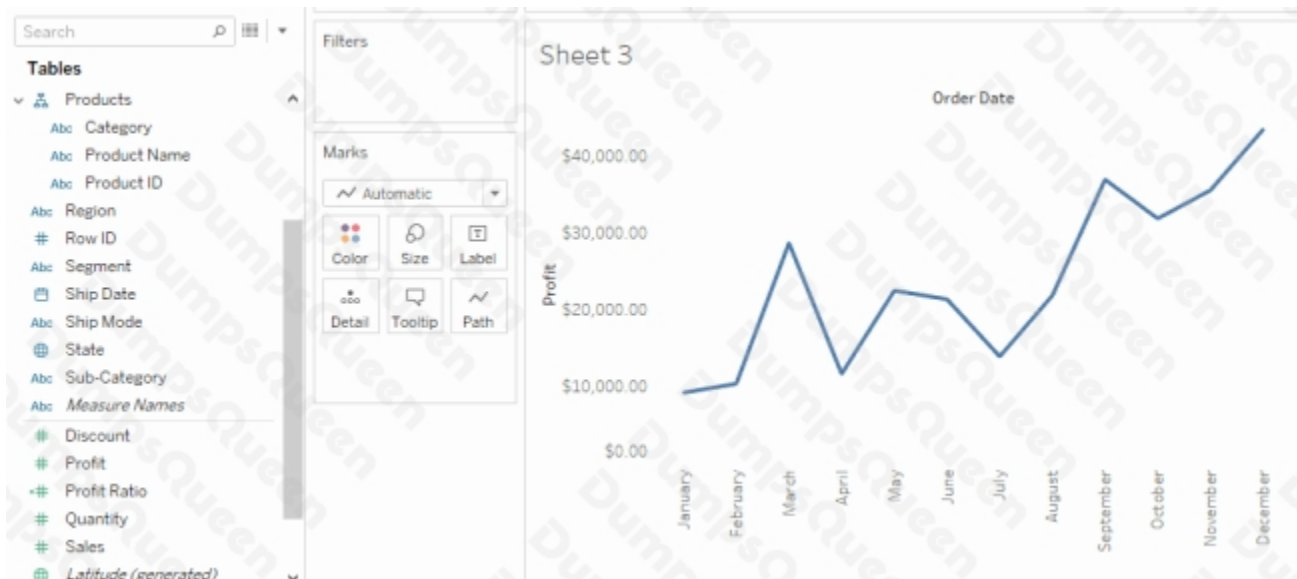 Search
Tables
Products
Abc Category
Abc Product Name
Abc Product ID
Abc Region
# Row ID
Abc Segment
Ship Date
Abc Ship Mode
State
Abc Sub-Category
Abc Measure Names
# Discount
# Profit
=# Profit Ratio
# Quantity
# Sales
Latitude (generated)
Filters
Marks
Automatic
Color Size Label
Detail Tooltip Path
Sheet 3
Order Date
Profit
$40,000.00
$30,000.00
$20,000.00
$10,000.00
$0.00
January
February
March
April
May
June
July
August
September
October
November
December
DumpsQueen